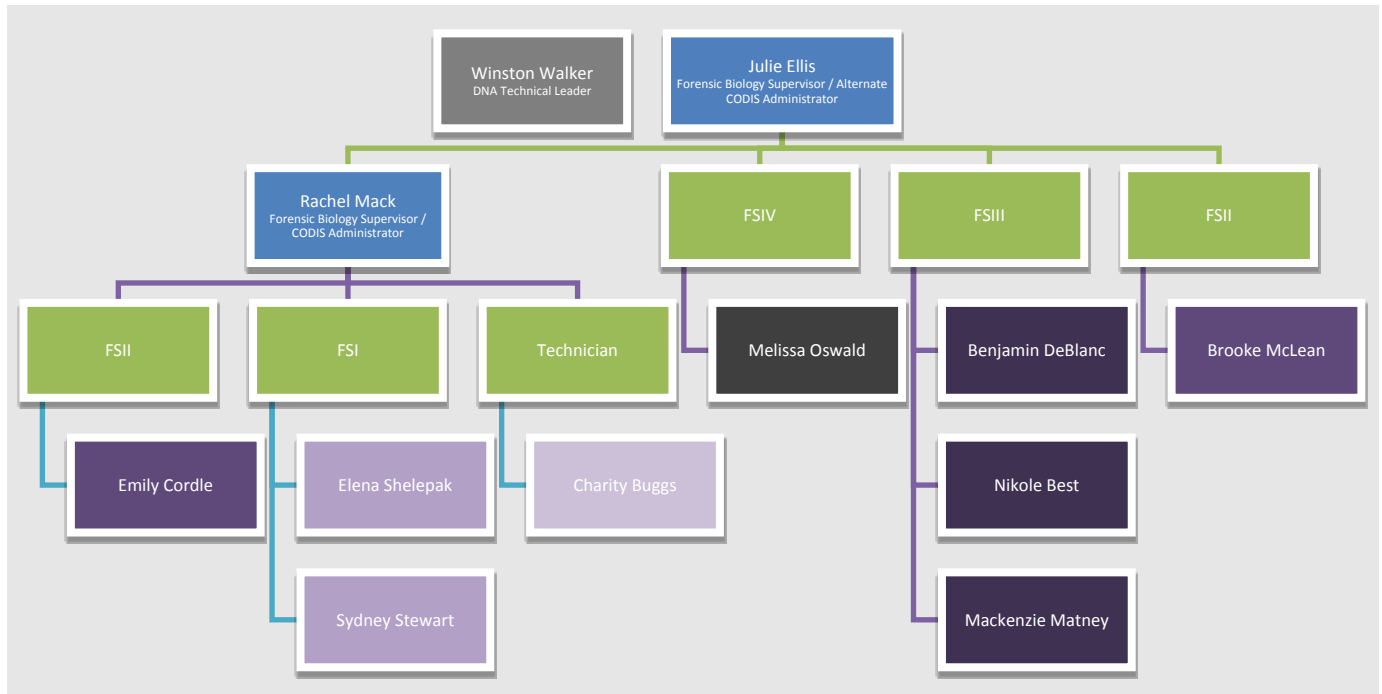 Winston Walker
DNA Technical Leader
Julie Ellis
Forensic Biology Supervisor / Alternate
CODIS Administrator
Rachel Mack
Forensic Biology Supervisor /
CODIS Administrator
FSIV
FSIII
FSII
FSII
FSI
Technician
Melissa Oswald
Benjamin DeBlanc
Brooke McLean
Emily Cordle
Elena Shelepak
Charity Buggs
Nikole Best
Sydney Stewart
Mackenzie Matney